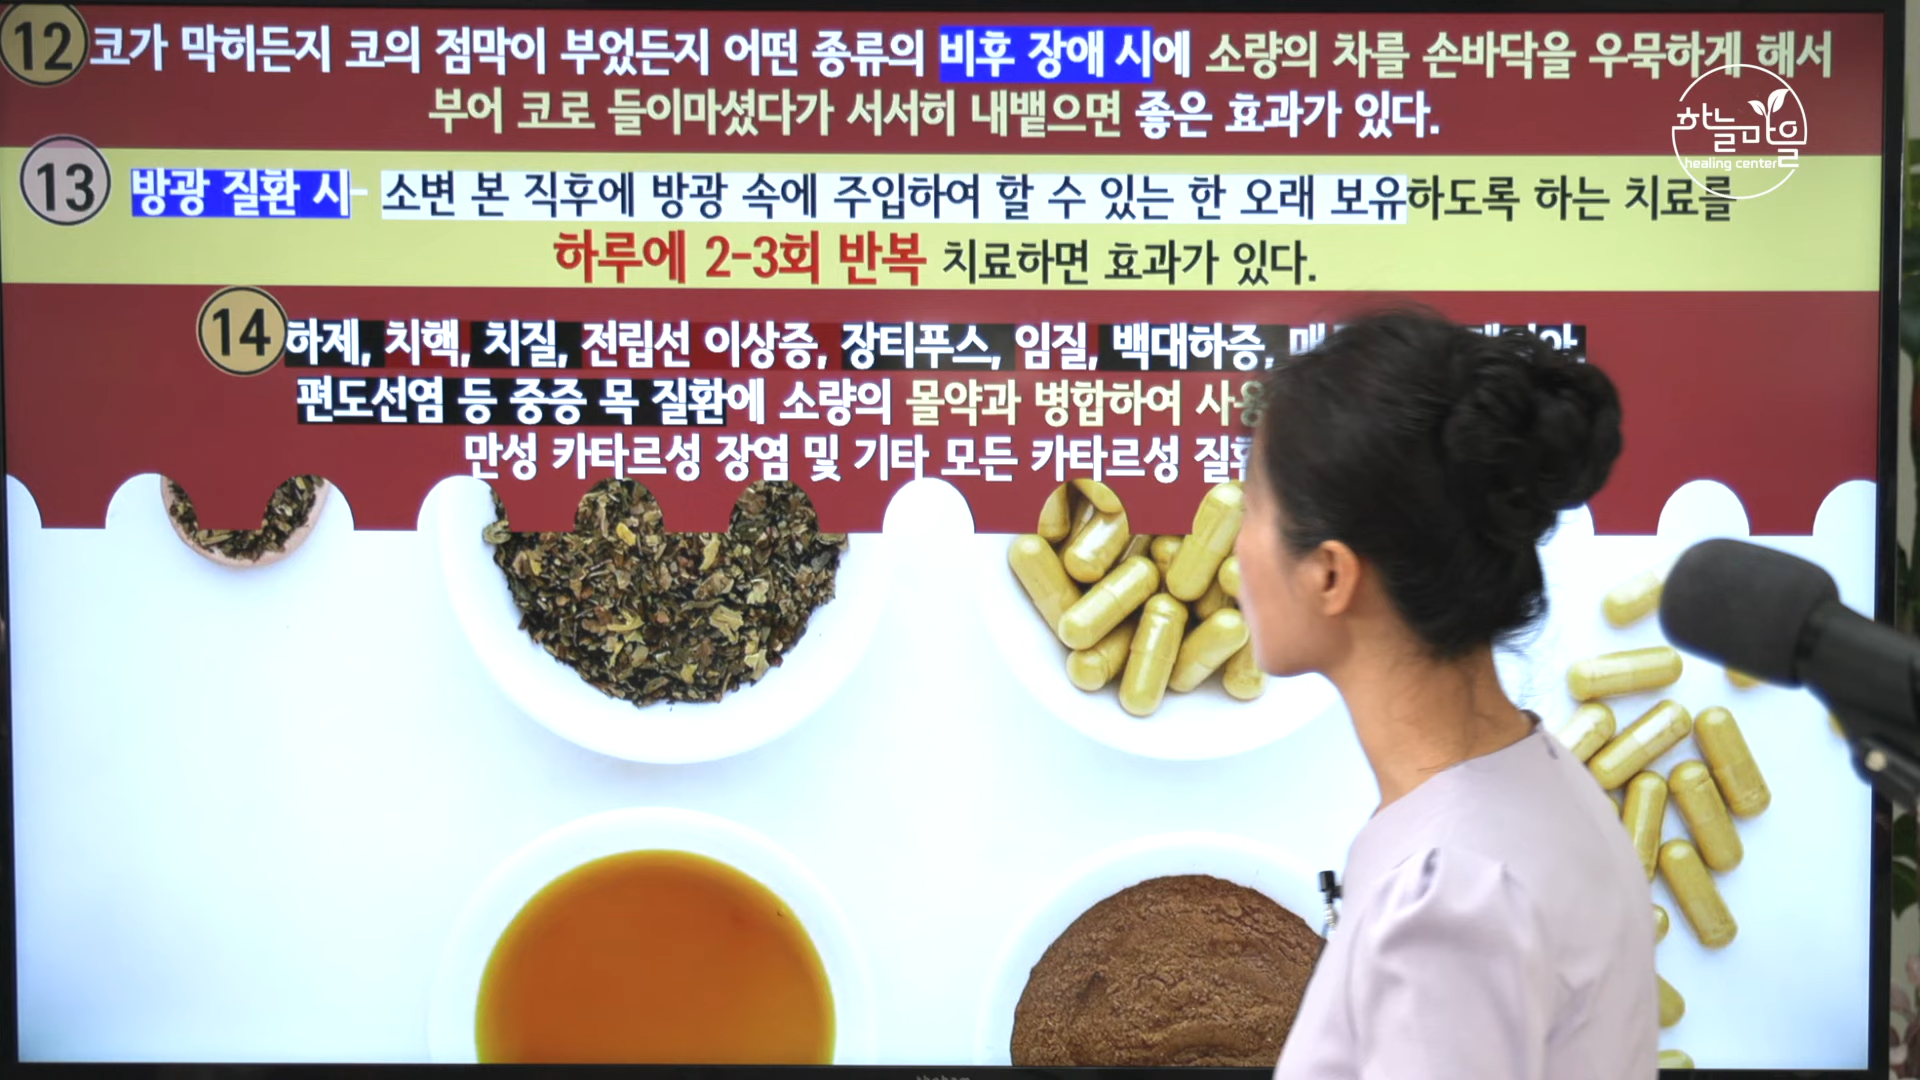 12 코가 막히든지 코의 점막이 부었든지 어떤 종류의 비후 장애 시에 소량의 차를 손바닥을 우묵하게 해서
부어 코로 들이마셨다가 서서히 내뱉으면 좋은 효과가 있다.
하늘마을
healing center
13 방광 질환 시- 소변 본 직후에 방광 속에 주입하여 할 수 있는 한 오래 보유하도록 하는 치료를
하루에 2-3회 반복 치료하면 효과가 있다.
14 하제, 치핵, 치질, 전립선 이상증, 장티푸스, 임질, 백대하증,
편도선염 등 중증 목 질환에 소량의 몰약과 병합하여
만성 카타르성 장염 및 기타 모든 카타르성